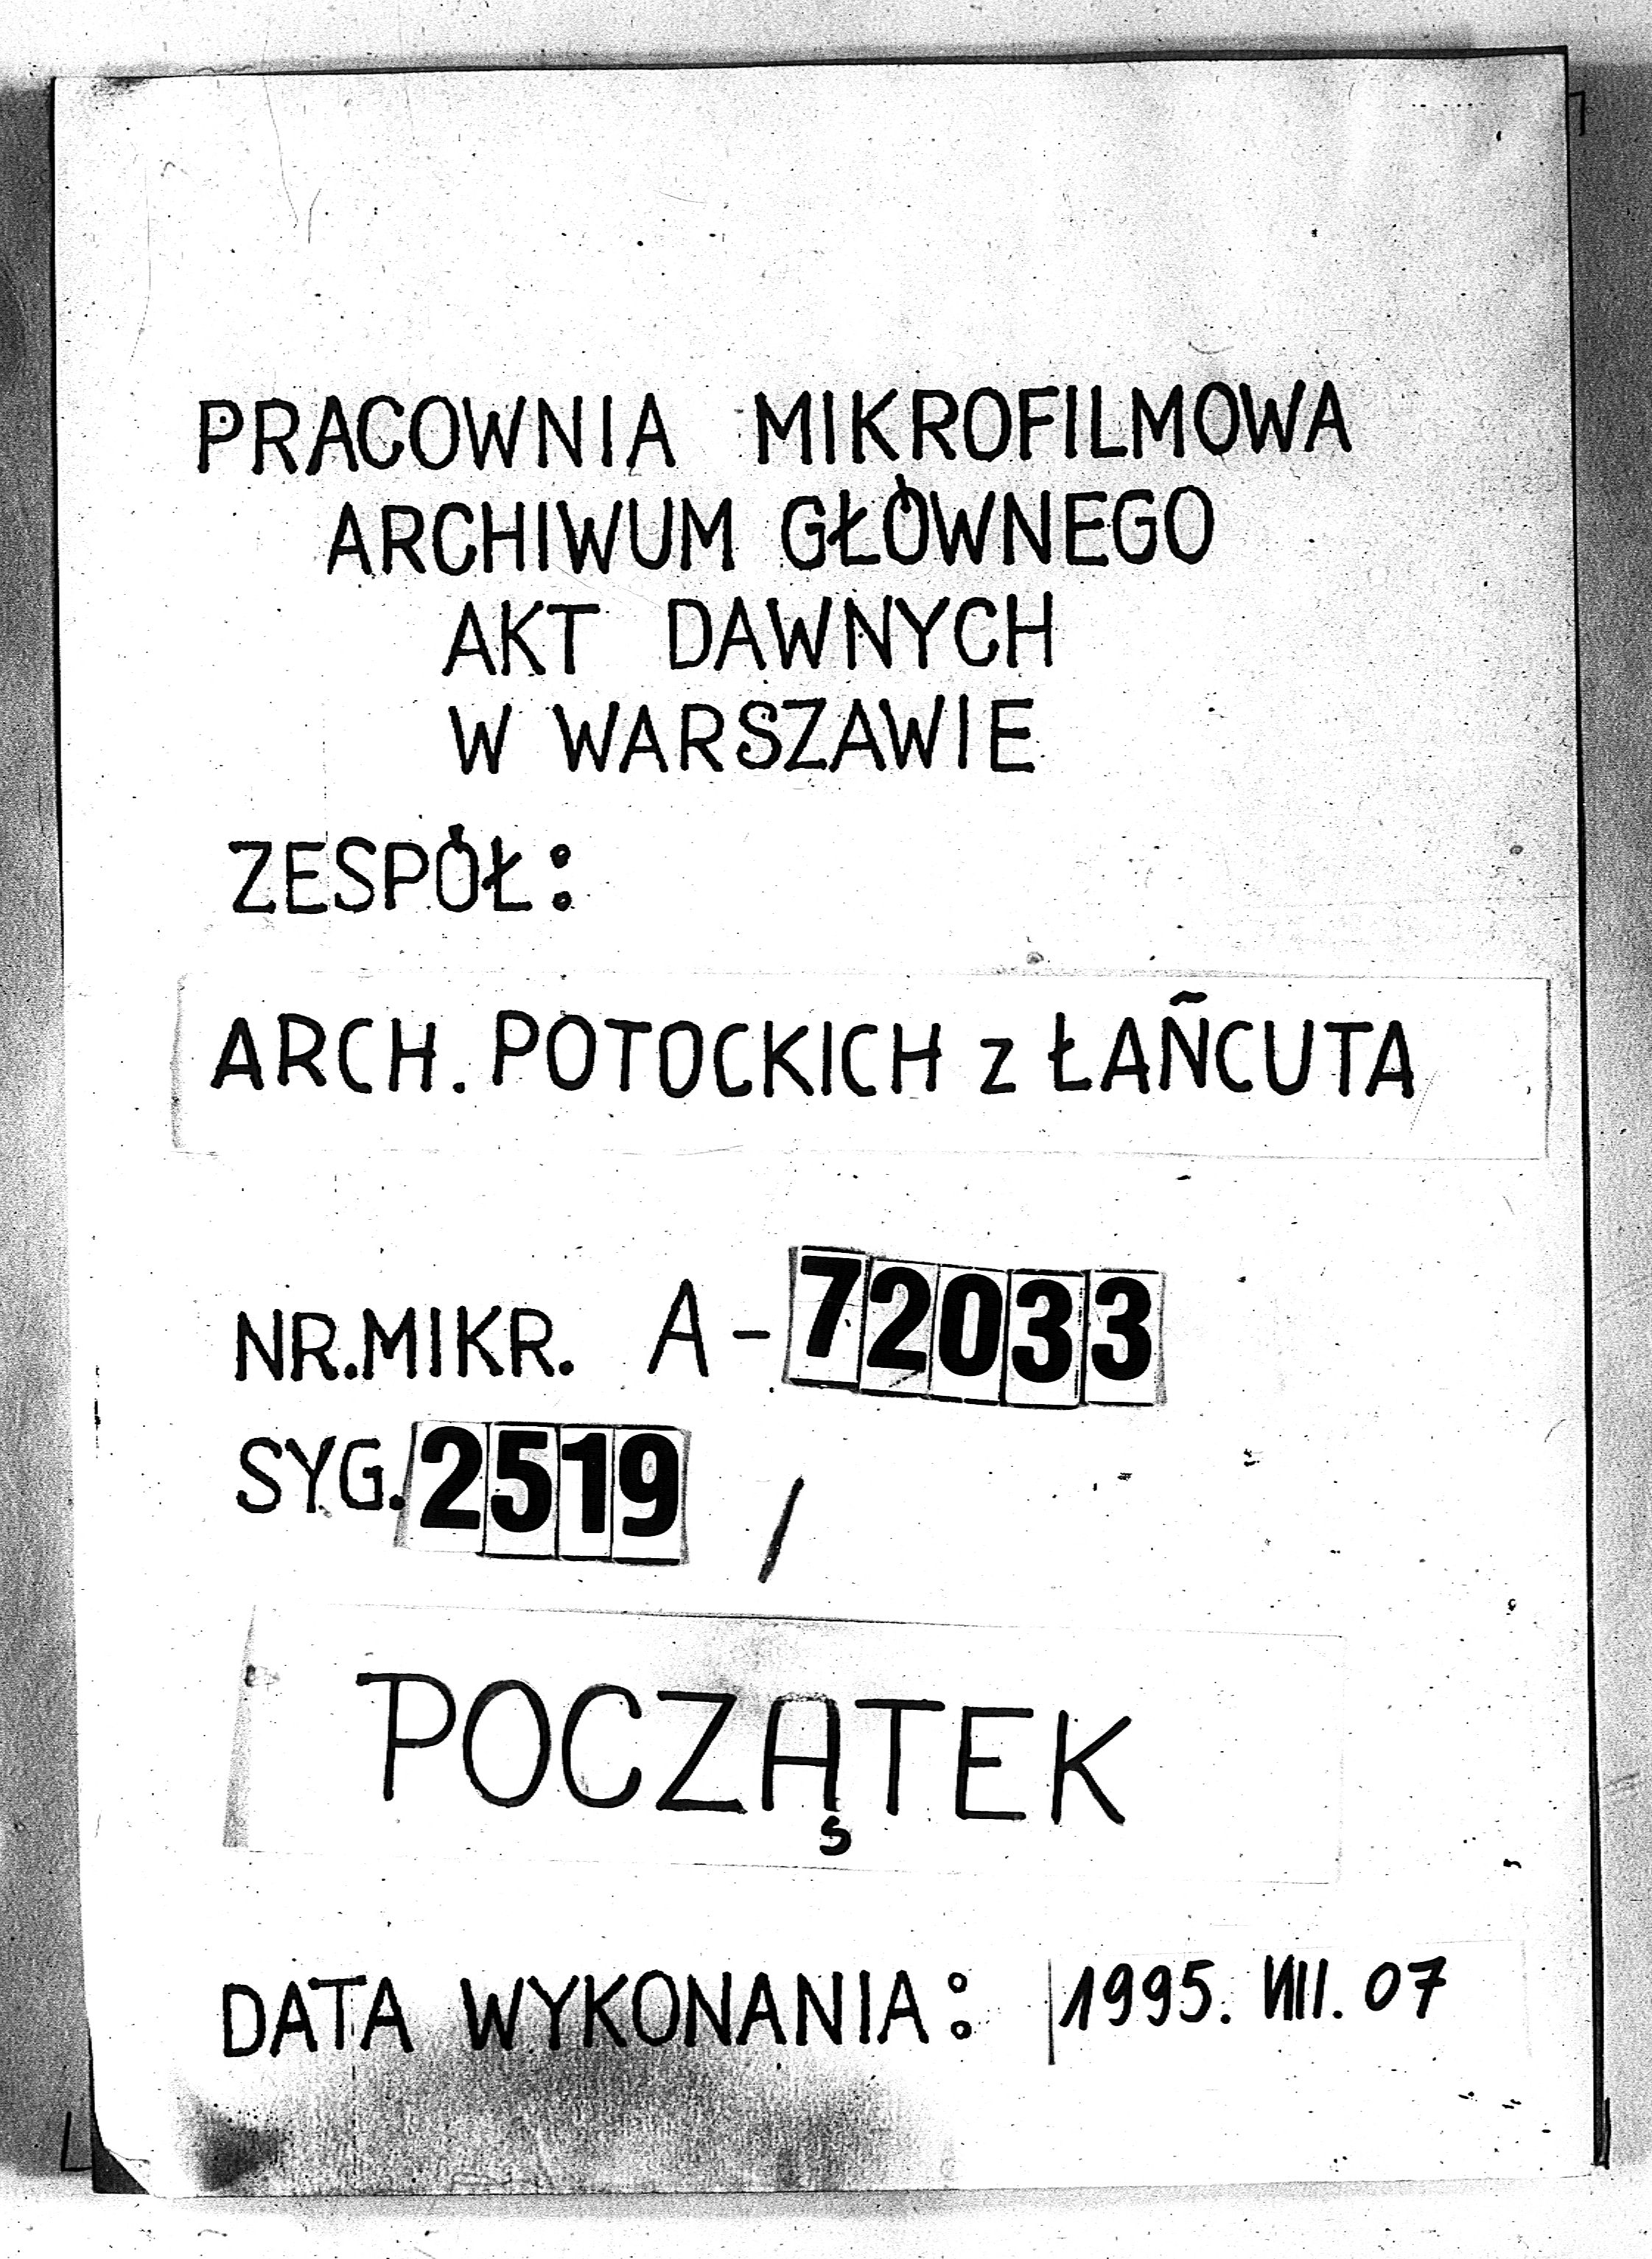 PRACOWNIA MIKROFILMOWA
ARCHIWUM GŁÓWNEGO
AKT DAWNYCH
W WARSZAWIE
ZESPÓŁ:
ARCH. POTOCKICH z ŁAŃCUTA
NR. MIKR. A-72033
SYG. 2519 /
POCZĄTEK
DATA WYKONANIA: 1995. VIII. 07